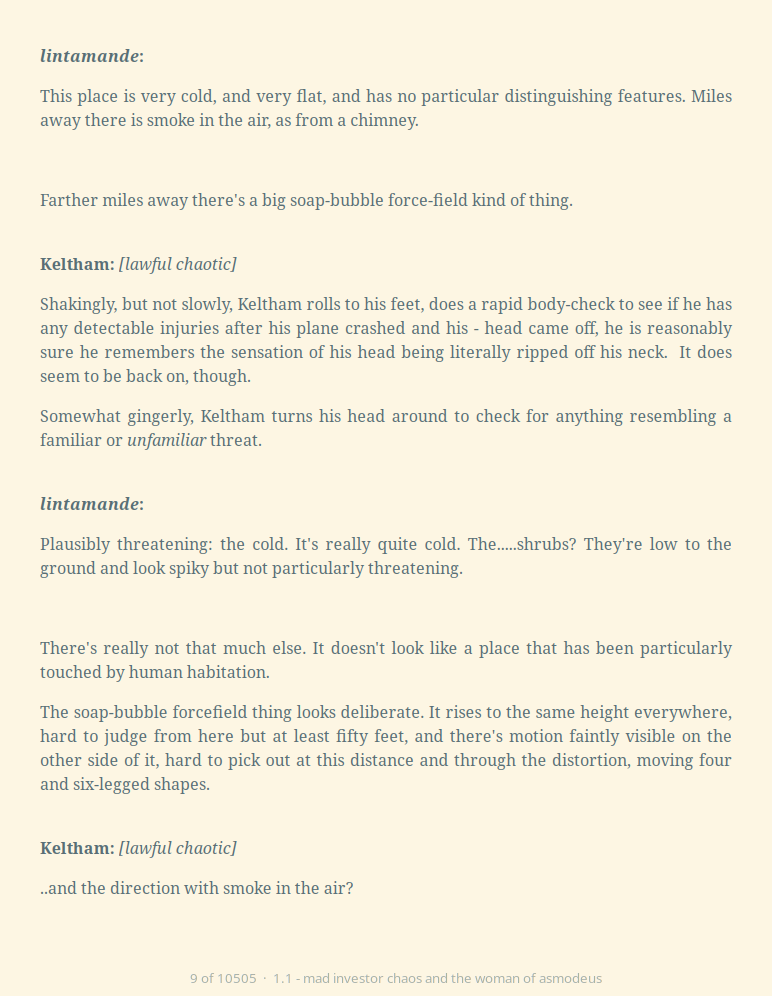 lintamande:
This place is very cold, and very flat, and has no particular distinguishing features. Miles
away there is smoke in the air, as from a chimney.
Farther miles away there's a big soap-bubble force-field kind of thing.
Keltham: [lawful chaotic]
Shakingly, but not slowly, Keltham rolls to his feet, does a rapid body-check to see if he has
any detectable injuries after his plane crashed and his - head came off, he is reasonably
sure he remembers the sensation of his head being literally ripped off his neck.  It does
seem to be back on, though.
Somewhat gingerly, Keltham turns his head around to check for anything resembling a
familiar or unfamiliar threat.
lintamande:
Plausibly threatening: the cold. It's really quite cold. The.....shrubs? They're low to the
ground and look spiky but not particularly threatening.
There's really not that much else. It doesn't look like a place that has been particularly
touched by human habitation.
The soap-bubble forcefield thing looks deliberate. It rises to the same height everywhere,
hard to judge from here but at least fifty feet, and there's motion faintly visible on the
other side of it, hard to pick out at this distance and through the distortion, moving four
and six-legged shapes.
Keltham: [lawful chaotic]
..and the direction with smoke in the air?
9 of 10505 · 1.1 - mad investor chaos and the woman of asmodeus